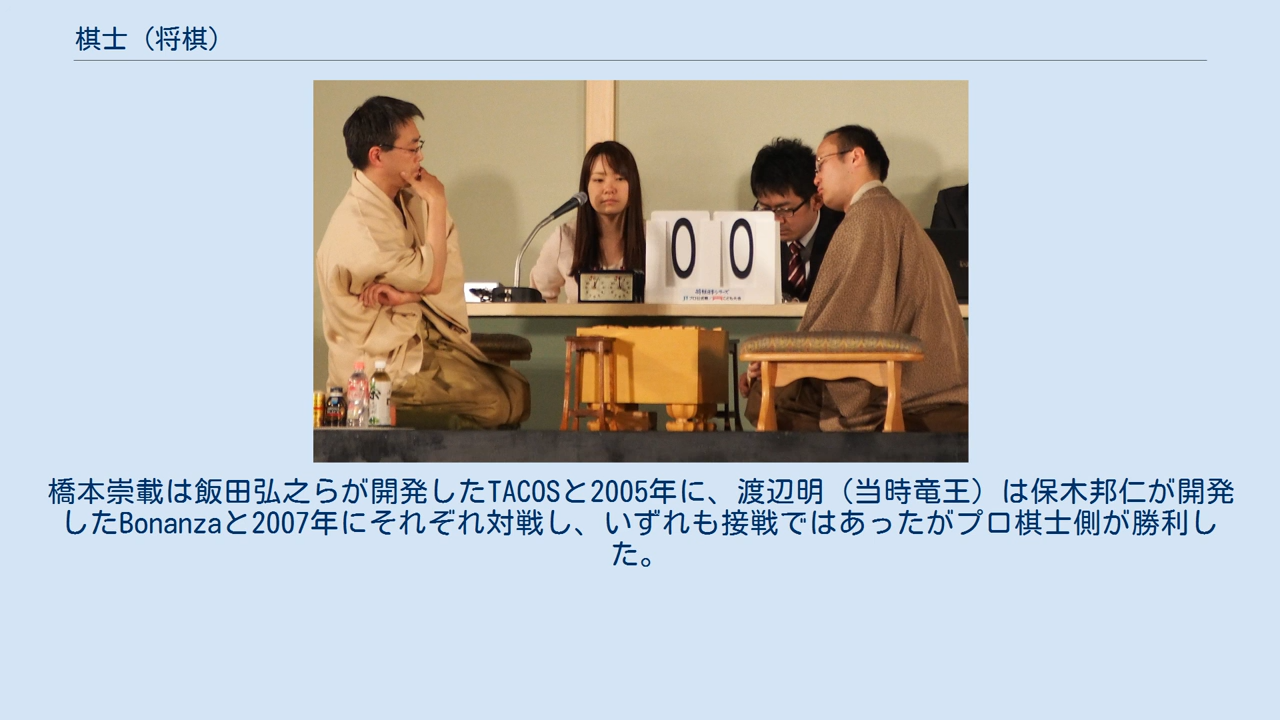 棋士（将棋）
0 0
橋本崇載は飯田弘之らが開発したTACOSと2005年に、渡辺明（当時竜王）は保木邦仁が開発
したBonanzaと2007年にそれぞれ対戦し、いずれも接戦ではあったがプロ棋士側が勝利し
た。